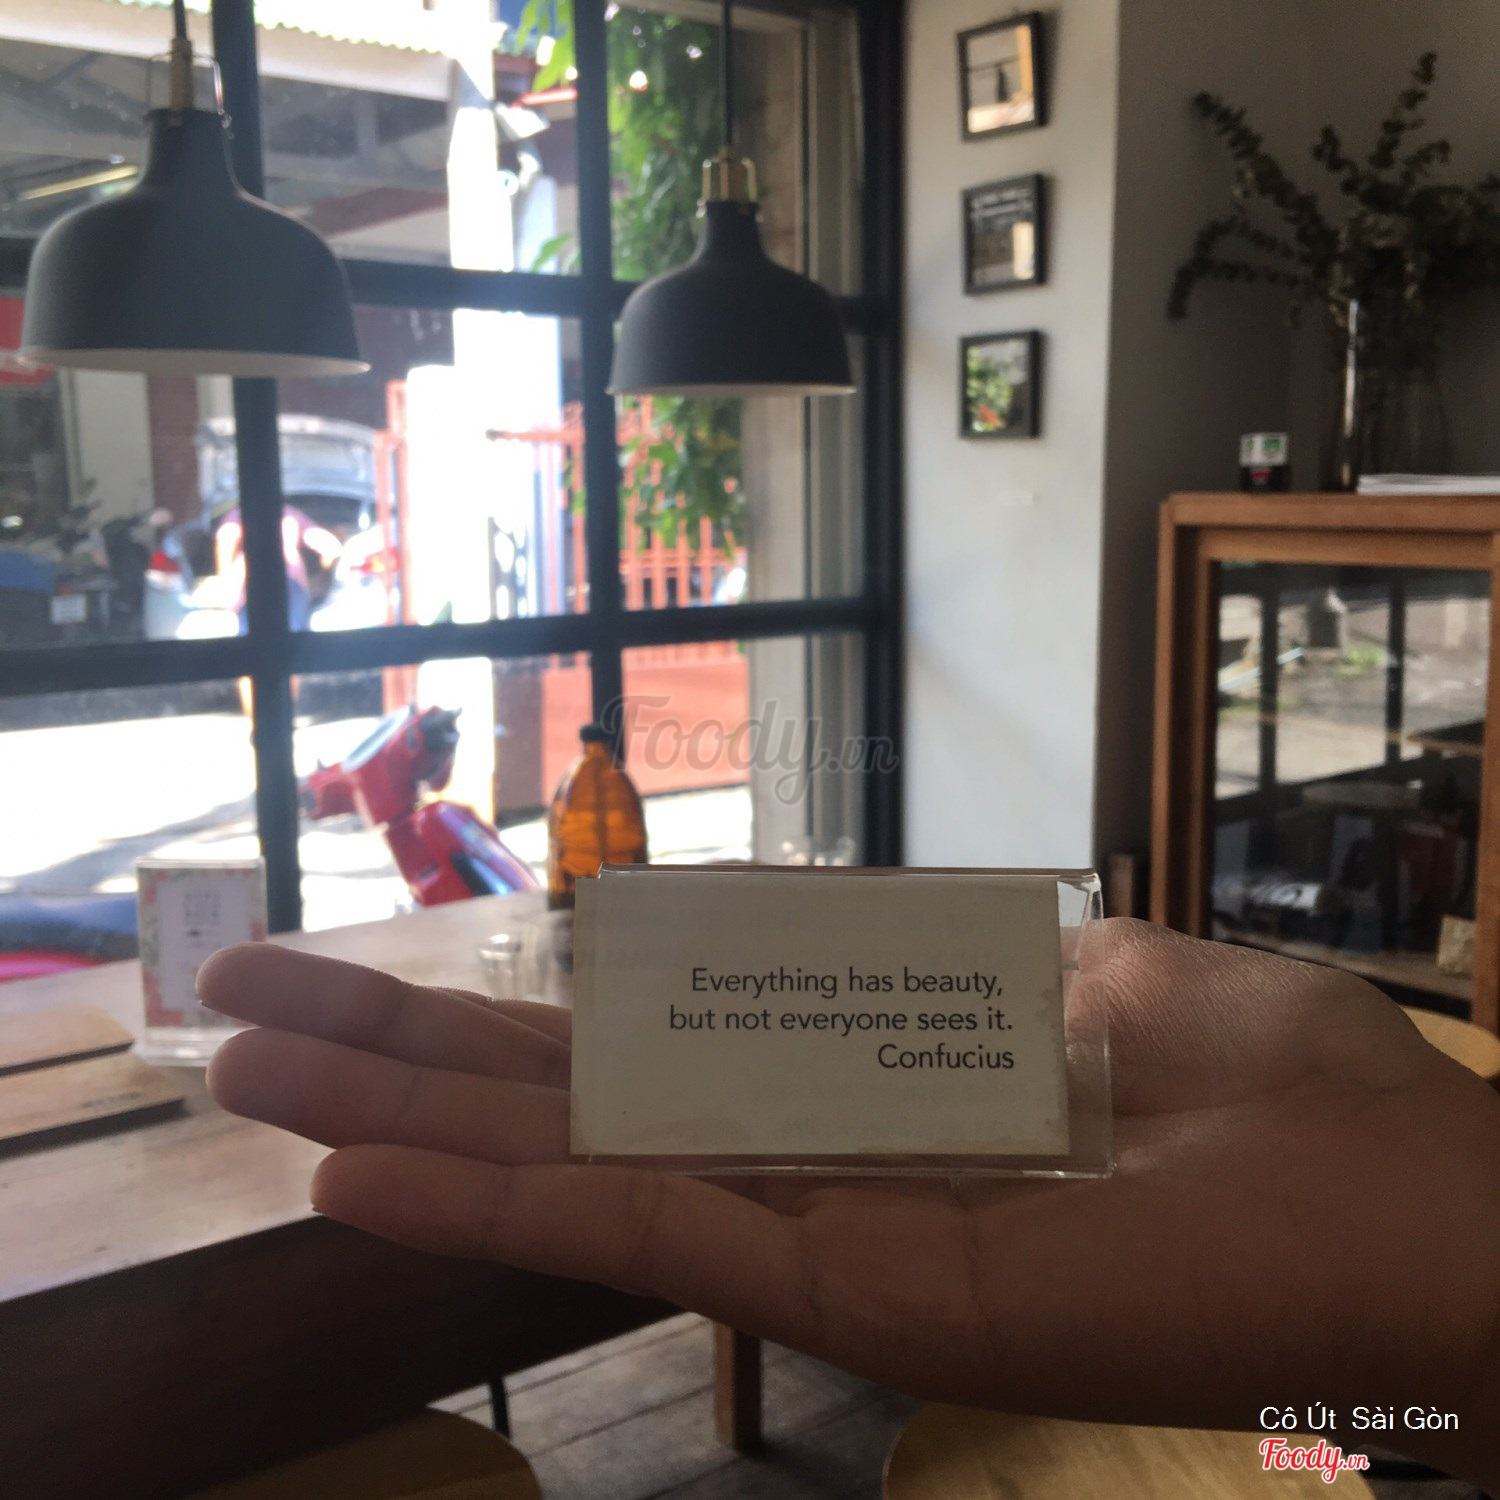 Foody.vn
Everything has beauty,
but not everyone sees it.
Confucius
Cô Út Sài Gòn
Foody.vn